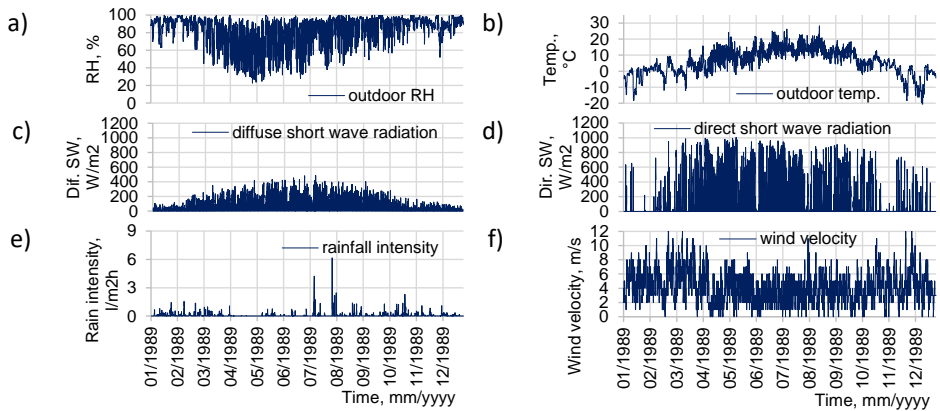 a)
RH, %
100
80
60
40
20
0
outdoor RH
b)
Temp.,
°C
30
20
10
0
-10
-20
outdoor temp.
c)
Dif. SW,
W/m2
1200
1000
800
600
400
200
0
diffuse short wave radiation
d)
Dir. SW,
W/m2
1200
1000
800
600
400
200
0
direct short wave radiation
e)
Rain intensity,
l/m2h
9
6
3
0
rainfall intensity
01/1989
02/1989
03/1989
04/1989
05/1989
06/1989
07/1989
08/1989
09/1989
10/1989
11/1989
12/1989
Time, mm/yyyy
f)
Wind velocity, m/s
12
10
8
6
4
2
0
wind velocity
01/1989
02/1989
03/1989
04/1989
05/1989
06/1989
07/1989
08/1989
09/1989
10/1989
11/1989
12/1989
Time, mm/yyyy